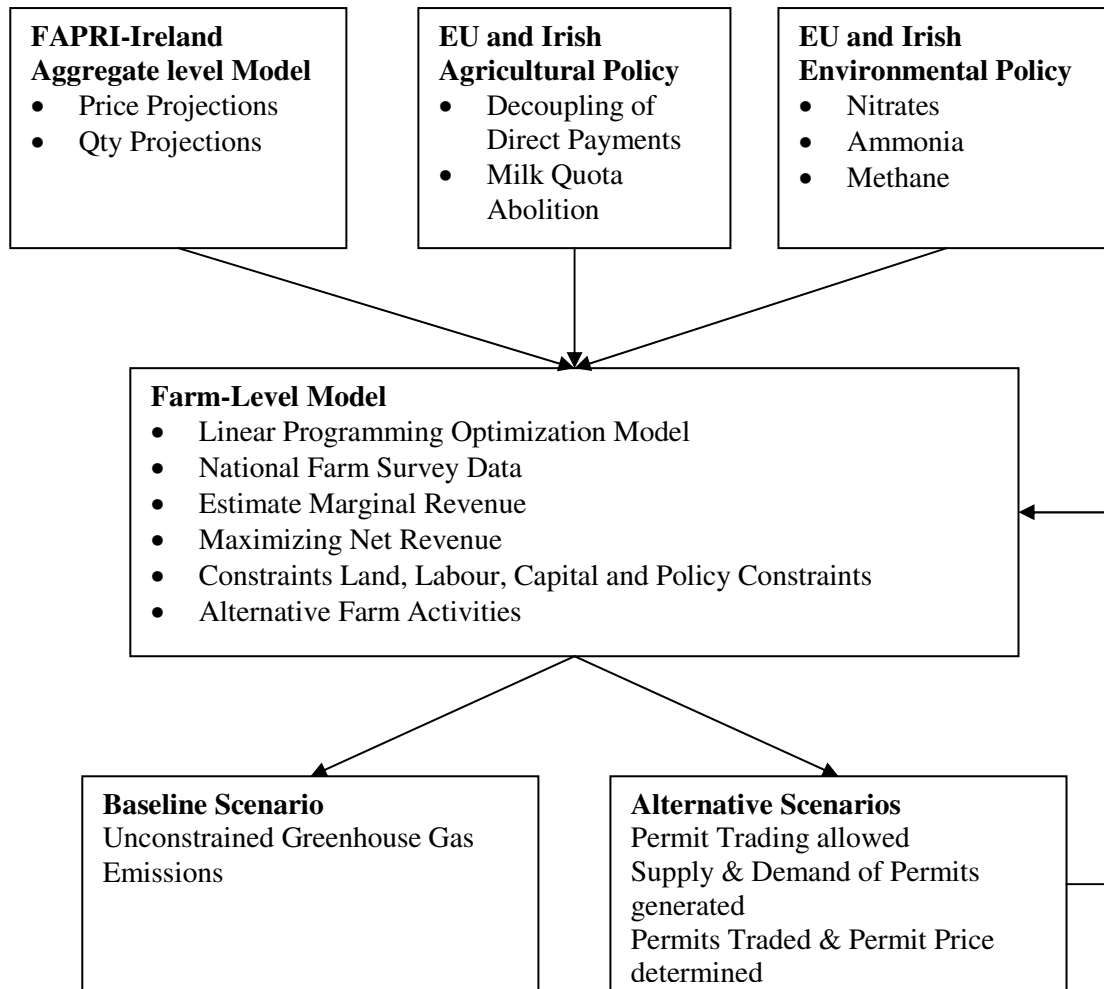 FAPRI-Ireland
Aggregate level Model
• Price Projections
• Qty Projections
EU and Irish
Agricultural Policy
• Decoupling of
Direct Payments
• Milk Quota
Abolition
EU and Irish
Environmental Policy
• Nitrates
• Ammonia
• Methane
Farm-Level Model
• Linear Programming Optimization Model
• National Farm Survey Data
• Estimate Marginal Revenue
• Maximizing Net Revenue
• Constraints Land, Labour, Capital and Policy Constraints
• Alternative Farm Activities
Baseline Scenario
Unconstrained Greenhouse Gas
Emissions
Alternative Scenarios
Permit Trading allowed
Supply & Demand of Permits
generated
Permits Traded & Permit Price
determined